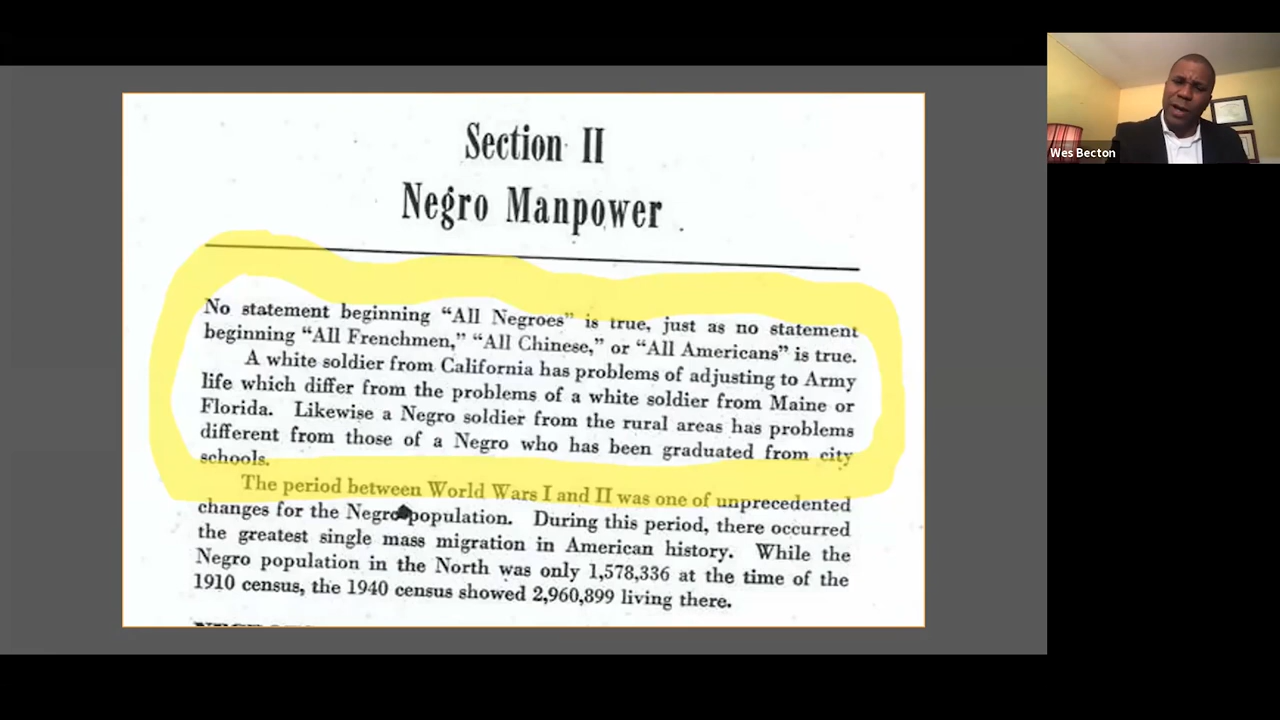 Section II
Negro Manpower
No statement beginning “All Negroes” is true, just as no statement
beginning “All Frenchmen,” “All Chinese,” or “All Americans” is true.
A white soldier from California has problems of adjusting to Army
life which differ from the problems of a white soldier from Maine or
Florida. Likewise a Negro soldier from the rural areas has problems
different from those of a Negro who has been graduated from city
schools.
The period between World Wars I and II was one of unprecedented
changes for the Negro population. During this period, there occurred
the greatest single mass migration in American history. While the
Negro population in the North was only 1,578,336 at the time of the
1910 census, the 1940 census showed 2,960,899 living there.
Wes Becton